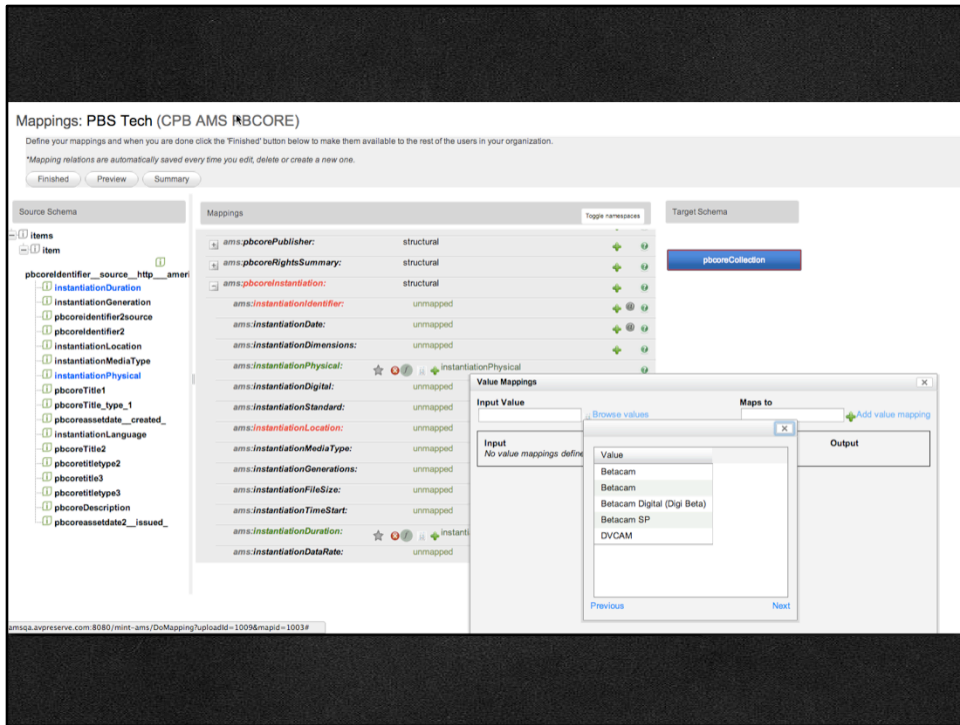 Mappings: PBS Tech (CPB AMS PBCORE)
Define your mappings and when you are done click the 'Finished' button below to make them available to the rest of the users in your organization.
*Mapping relations are automatically saved every time you edit, delete or create a new one.
Finished Preview Summary
Source Schema
items
item
pbcoreIdentifier__source__http___ameri
instantiationDuration
instantiationGeneration
pbcoreidentifier2source
pbcoreIdentifier2
instantiationLocation
instantiationMediaType
instantiationPhysical
pbcoreTitle1
pbcoreTitle_type_1
pbcoreassetdate__created_
instantiationLanguage
pbcoreTitle2
pbcoretitletype2
pbcoretitle3
pbcoretitletype3
pbcoreDescription
pbcoreassetdate2__issued_
Mappings Toggle namespaces
ams:pbcorePublisher: structural
ams:pbcoreRightsSummary: structural
ams:pbcoreInstantiation: structural
ams:instantiationIdentifier: unmapped
ams:instantiationDate: unmapped
ams:instantiationDimensions: unmapped
ams:instantiationPhysical: instantiationPhysical
ams:instantiationDigital: unmapped
ams:instantiationStandard: unmapped
ams:instantiationLocation: unmapped
ams:instantiationMediaType: unmapped
ams:instantiationGenerations: unmapped
ams:instantiationFileSize: unmapped
ams:instantiationTimeStart: unmapped
ams:instantiationDuration: instanti
ams:instantiationDataRate: unmapped
Target Schema
pbcoreCollection
Value Mappings
Input Value Maps to
Browse values Add value mapping
Input Output
No value mappings define
Value
Betacam
Betacam
Betacam Digital (Digi Beta)
Betacam SP
DVCAM
Previous Next
amsqa.avpreserve.com:8080/mint-ams/DoMapping?uploadId=1009&mapid=1003#